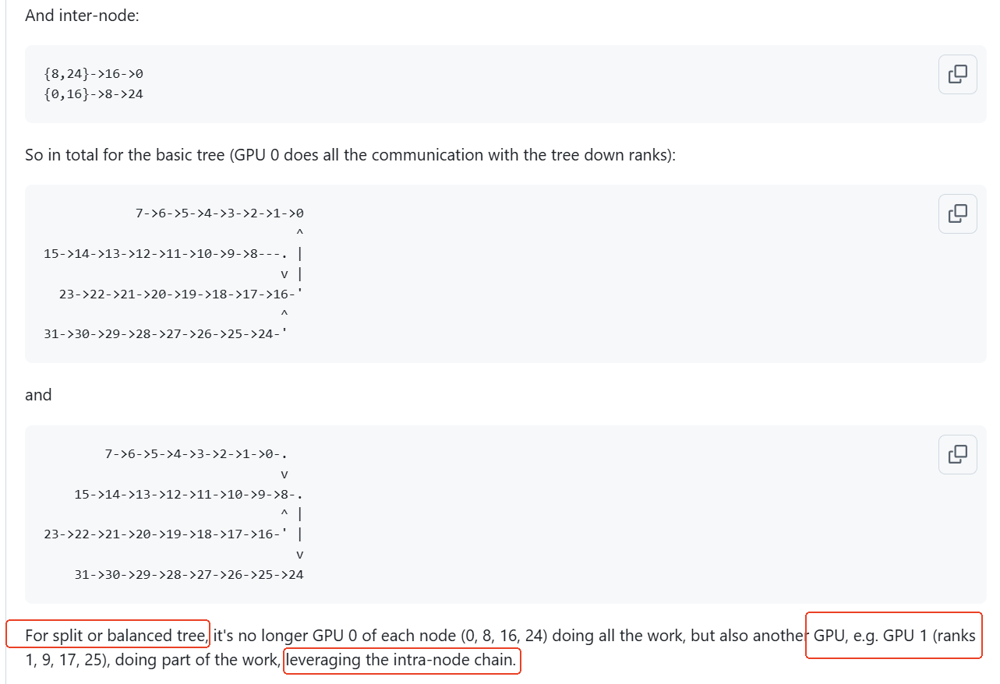 And inter-node:
{8,24}->16->0
{0,16}->8->24
So in total for the basic tree (GPU 0 does all the communication with the tree down ranks):
            7->6->5->4->3->2->1->0
                                 ^
15->14->13->12->11->10->9->8---. |
                               v |
  23->22->21->20->19->18->17->16-'
                               ^
31->30->29->28->27->26->25->24-'
and
        7->6->5->4->3->2->1->0-.
                               v
    15->14->13->12->11->10->9->8-.
                               ^ |
23->22->21->20->19->18->17->16-' |
                                 v
    31->30->29->28->27->26->25->24
For split or balanced tree, it's no longer GPU 0 of each node (0, 8, 16, 24) doing all the work, but also another GPU, e.g. GPU 1 (ranks
1, 9, 17, 25), doing part of the work, leveraging the intra-node chain.